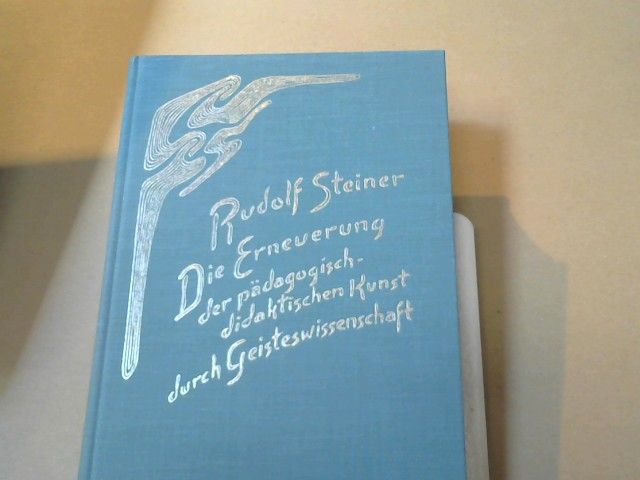 Rudolf Steiner
Die Erneuerung
der pädagogisch-
didaktischen Kunst
durch Geisteswissenschaft